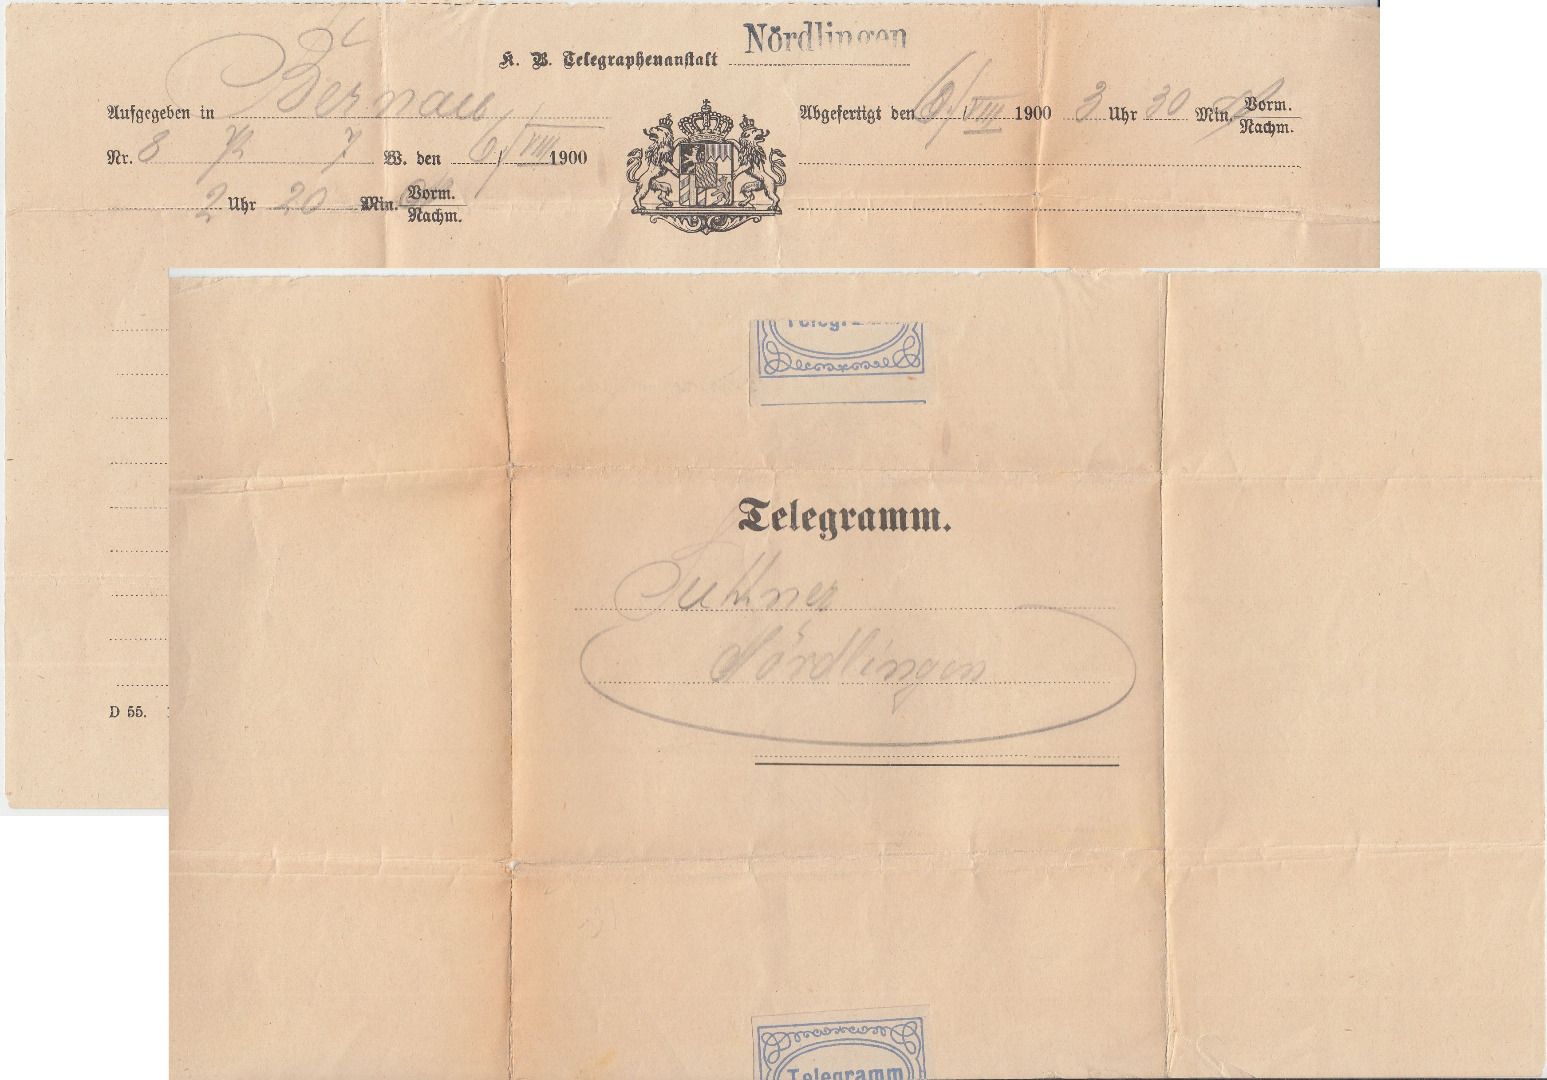 Nördlingen
K. B. Telegraphenanstalt
Aufgegeben in Bernau
Abgefertigt den 6/VIII 1900 3 Uhr 30 Min. Vorm. Nachm.
Nr. 8 7 W. den 6/VIII 1900
2 Uhr 20 Min. Vorm. Nachm.
D 55.
Telegramm
Telegramm.
Nördlingen
Telegramm